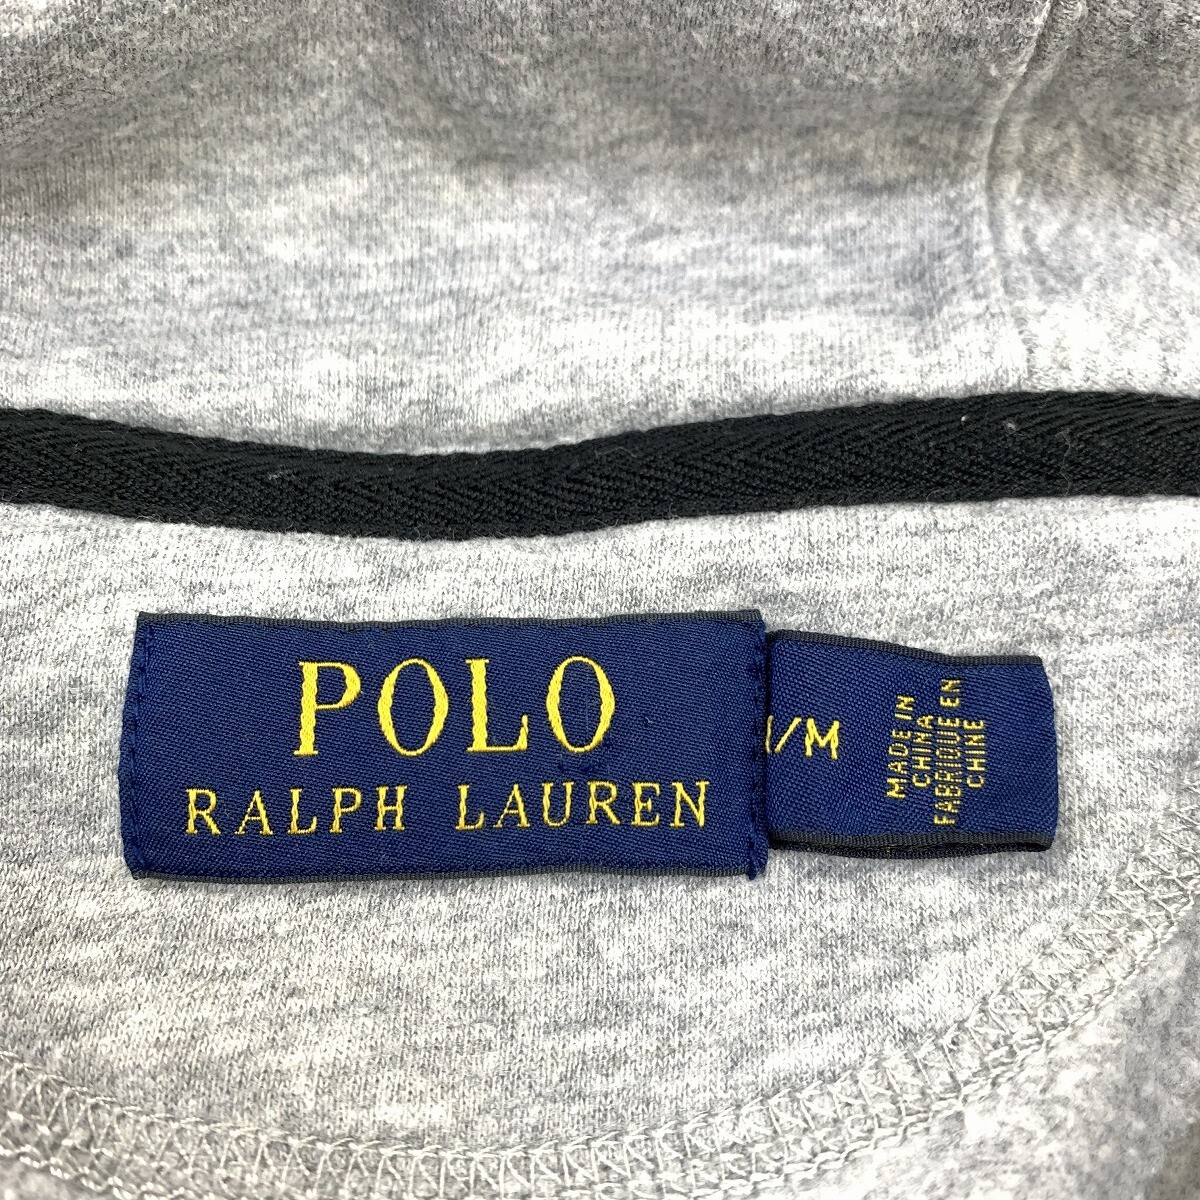 POLO
RALPH LAUREN
/M
MADE IN
CHINA
FABRIQUE EN
CHINE